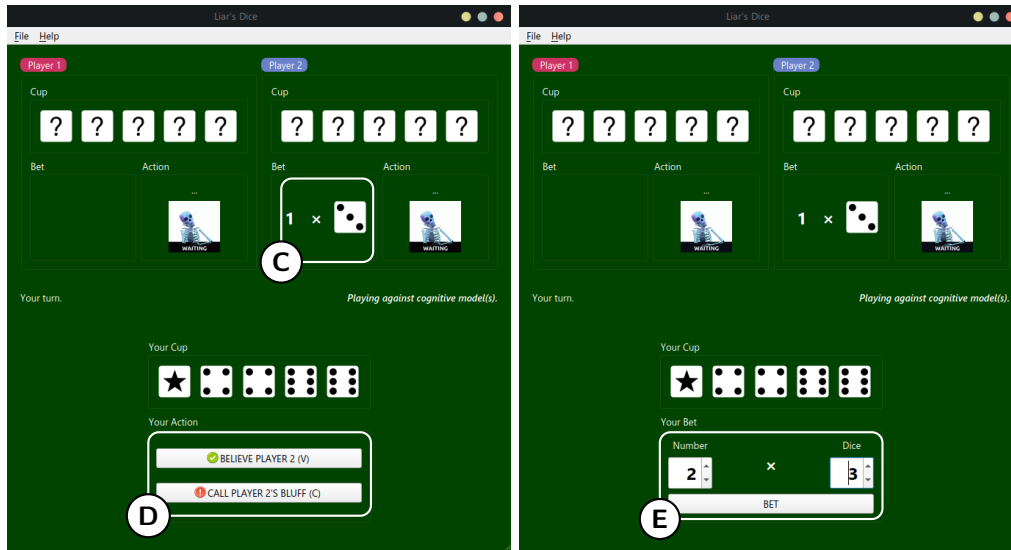 Liar's Dice
File Help
Player 1 Player 2
Cup Cup
? ? ? ? ? ? ? ? ? ?
Bet Action Bet Action
... ...
1 ×
WAITING WAITING
C
Your turn. Playing against cognitive model(s).
Your Cup
Your Action
BELIEVE PLAYER 2 (V)
CALL PLAYER 2'S BLUFF (C)
D
Liar's Dice
File Help
Player 1 Player 2
Cup Cup
? ? ? ? ? ? ? ? ? ?
Bet Action Bet Action
... ...
1 ×
WAITING WAITING
Your turn. Playing against cognitive model(s).
Your Cup
Your Bet
Number Dice
2 × 3
BET
E